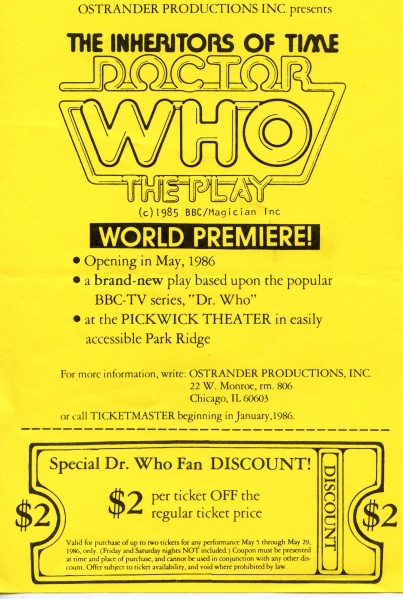 OSTRANDER PRODUCTIONS INC. presents
THE INHERITORS OF TIME
DOCTOR
WHO
THE PLAY
(c)1985 BBC/Magician Inc
WORLD PREMIERE!
• Opening in May, 1986
• a brand-new play based upon the popular
BBC-TV series, "Dr. Who"
• at the PICKWICK THEATER in easily
accessible Park Ridge
For more information, write: OSTRANDER PRODUCTIONS, INC.
22 W. Monroe, rm. 806
Chicago, IL 60603
or call TICKETMASTER beginning in January,1986.
Special Dr. Who Fan DISCOUNT!
$2
$2 per ticket OFF the
regular ticket price
DISCOUNT
$2
Valid for purchase of up to two tickets for any performance May 5 through May 29,
1986, only. (Friday and Saturday nights NOT included.) Coupon must be presented
at time and place of purchase, and cannot be used in conjunction with any other dis-
count. Offer subject to ticket availability, and void where prohibited by law.